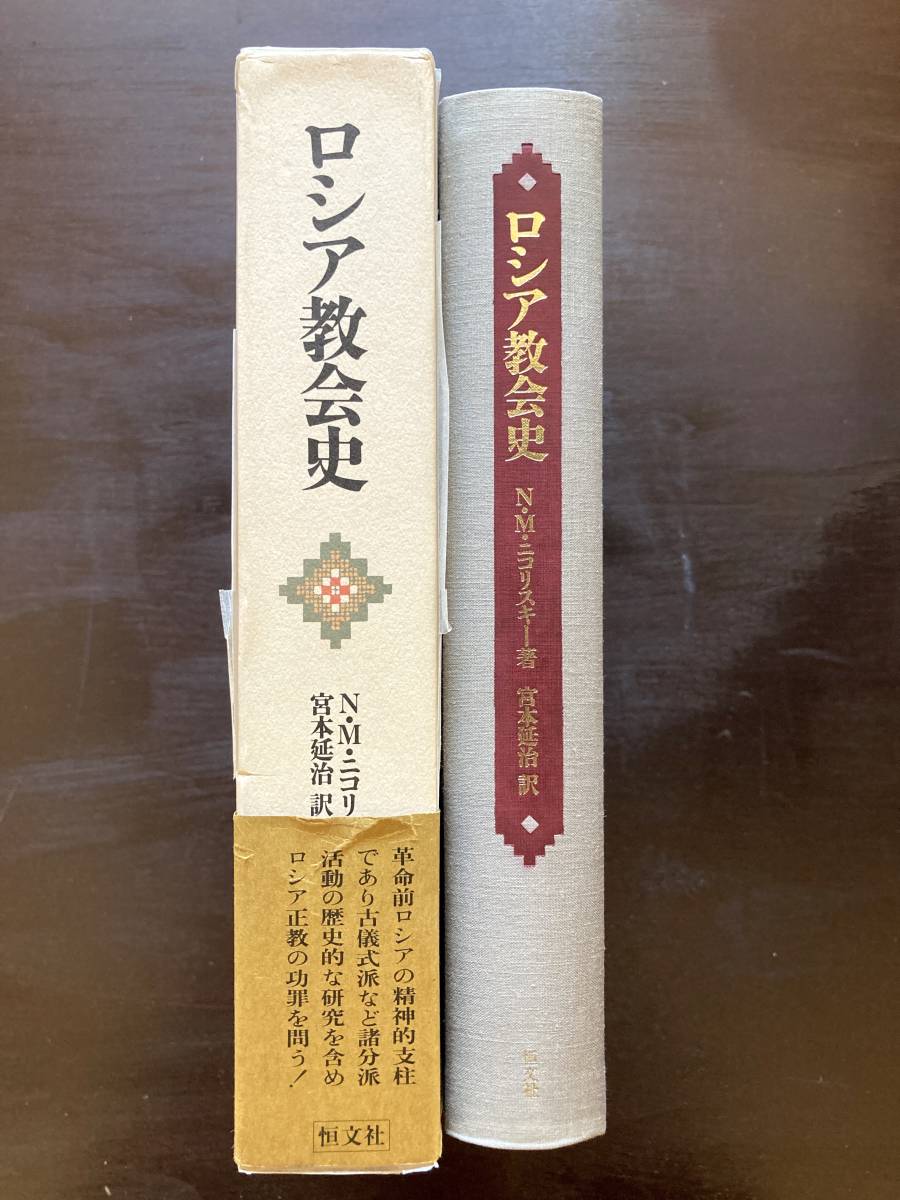 ロシア教会史
N・M・ニコリ
宮本延治 訳
革命前ロシアの精神的支柱
であり古儀式派など諸分派
活動の歴史的な研究を含め
ロシア正教の功罪を問う!
恒文社
ロシア教会史
N・M・ニコリスキー著
宮本延治 訳
恒文社